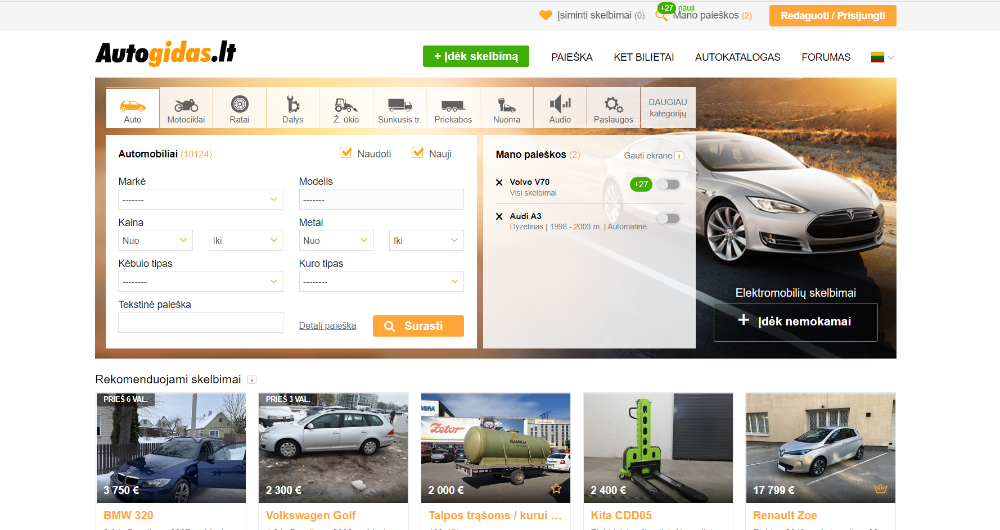 +27 nauji
Įsiminti skelbimai (0)
Mano paieškos (2)
Redaguoti / Prisijungti
Autogidas.lt
+ Įdėk skelbimą
PAIEŠKA
KET BILIETAI
AUTOKATALOGAS
FORUMAS
Auto
Motociklai
Ratai
Dalys
Ž. ūkio
Sunkusis tr.
Priekabos
Nuoma
Audio
Paslaugos
DAUGIAU
kategorijų
Automobiliai (10124)
Naudoti
Nauji
Markė
Modelis
-------
-------
Kaina
Metai
Nuo
Iki
Nuo
Iki
Kėbulo tipas
Kuro tipas
--------
--------
Tekstinė paieška
Detali paieška
Surasti
Mano paieškos (2)
Gauti ekrane i
Volvo V70
+27
Visi skelbimai
Audi A3
Dyzelinas | 1998 - 2003 m. | Automatinė
Elektromobilių skelbimai
+ Įdėk nemokamai
Rekomenduojami skelbimai i
PRIEŠ 6 VAL.
3 750 €
BMW 320
PRIEŠ 3 VAL.
2 300 €
Volkswagen Golf
Zetor
2 000 €
Talpos trąšoms / kurui ...
2 400 €
Kita CDD05
17 799 €
Renault Zoe